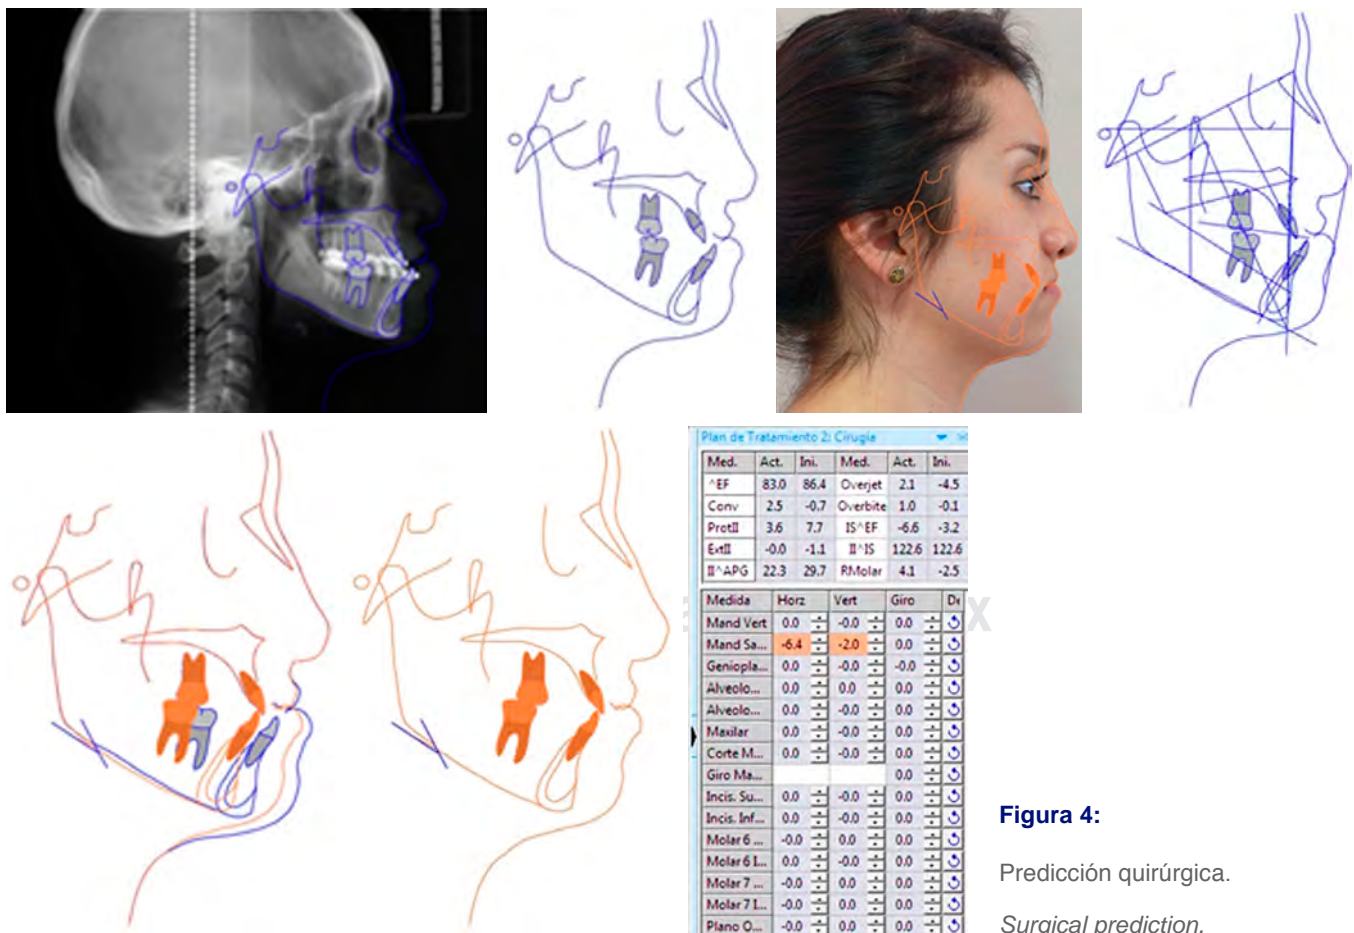 Plan de Tratamiento 2: Cirugía
Med. Act. Ini. Med. Act. Ini.
^EF 83.0 86.4 Overjet 2.1 -4.5
Conv 2.5 -0.7 Overbite 1.0 -0.1
ProtII 3.6 7.7 IS^EF -6.6 -3.2
ExtII -0.0 -1.1 II^IS 122.6 122.6
II^APG 22.3 29.7 RMolar 4.1 -2.5
Medida Horz Vert Giro
Mand Vert 0.0 -0.0 0.0
Mand Sa... -6.4 -2.0 0.0
Geniopla... 0.0 -0.0 -0.0
Alveolo... 0.0 0.0 0.0
Alveolo... 0.0 -0.0 0.0
Maxilar 0.0 -0.0 0.0
Corte M... 0.0 -0.0 0.0
Giro Ma... 0.0
Incis. Su... 0.0 -0.0 0.0
Incis. Inf... 0.0 -0.0 0.0
Molar 6 ... -0.0 0.0 0.0
Molar 6 I... 0.0 -0.0 0.0
Molar 7 ... -0.0 0.0 0.0
Molar 7 I... -0.0 0.0 0.0
Plano O... -0.0 0.0 0.0
Figura 4:
Predicción quirúrgica.
Surgical prediction.